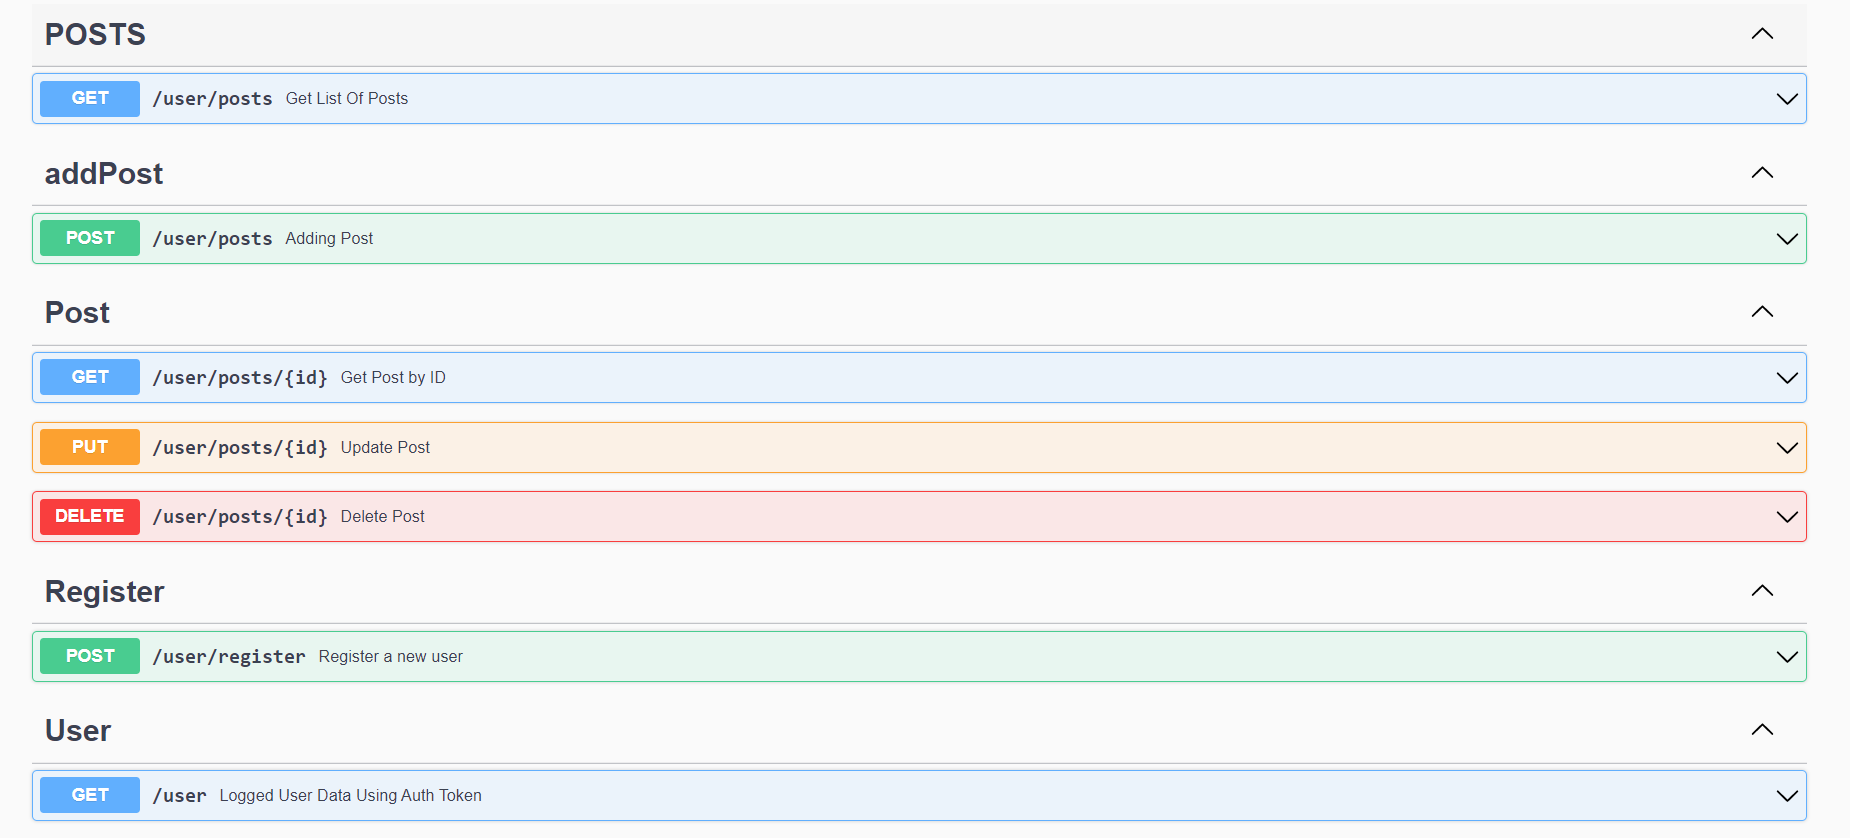 POSTS
GET /user/posts Get List Of Posts
addPost
POST /user/posts Adding Post
Post
GET /user/posts/{id} Get Post by ID
PUT /user/posts/{id} Update Post
DELETE /user/posts/{id} Delete Post
Register
POST /user/register Register a new user
User
GET /user Logged User Data Using Auth Token